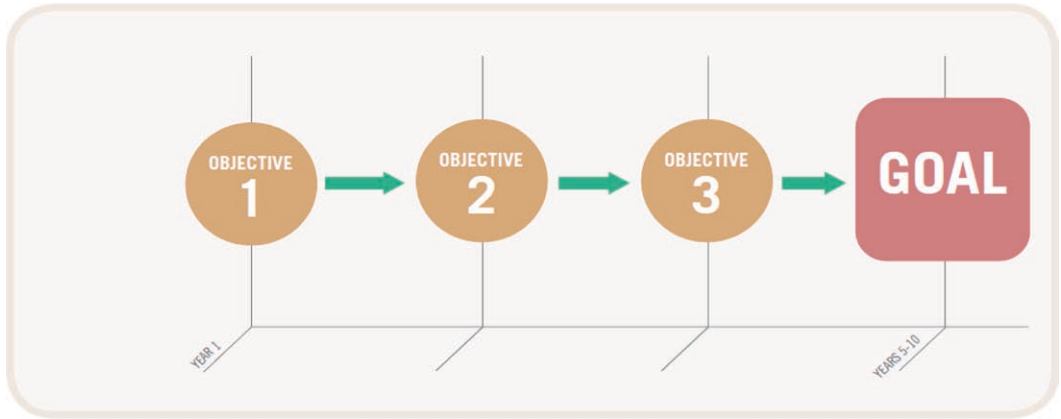 OBJECTIVE
1
OBJECTIVE
2
OBJECTIVE
3
GOAL
YEAR 1
YEARS 5-10